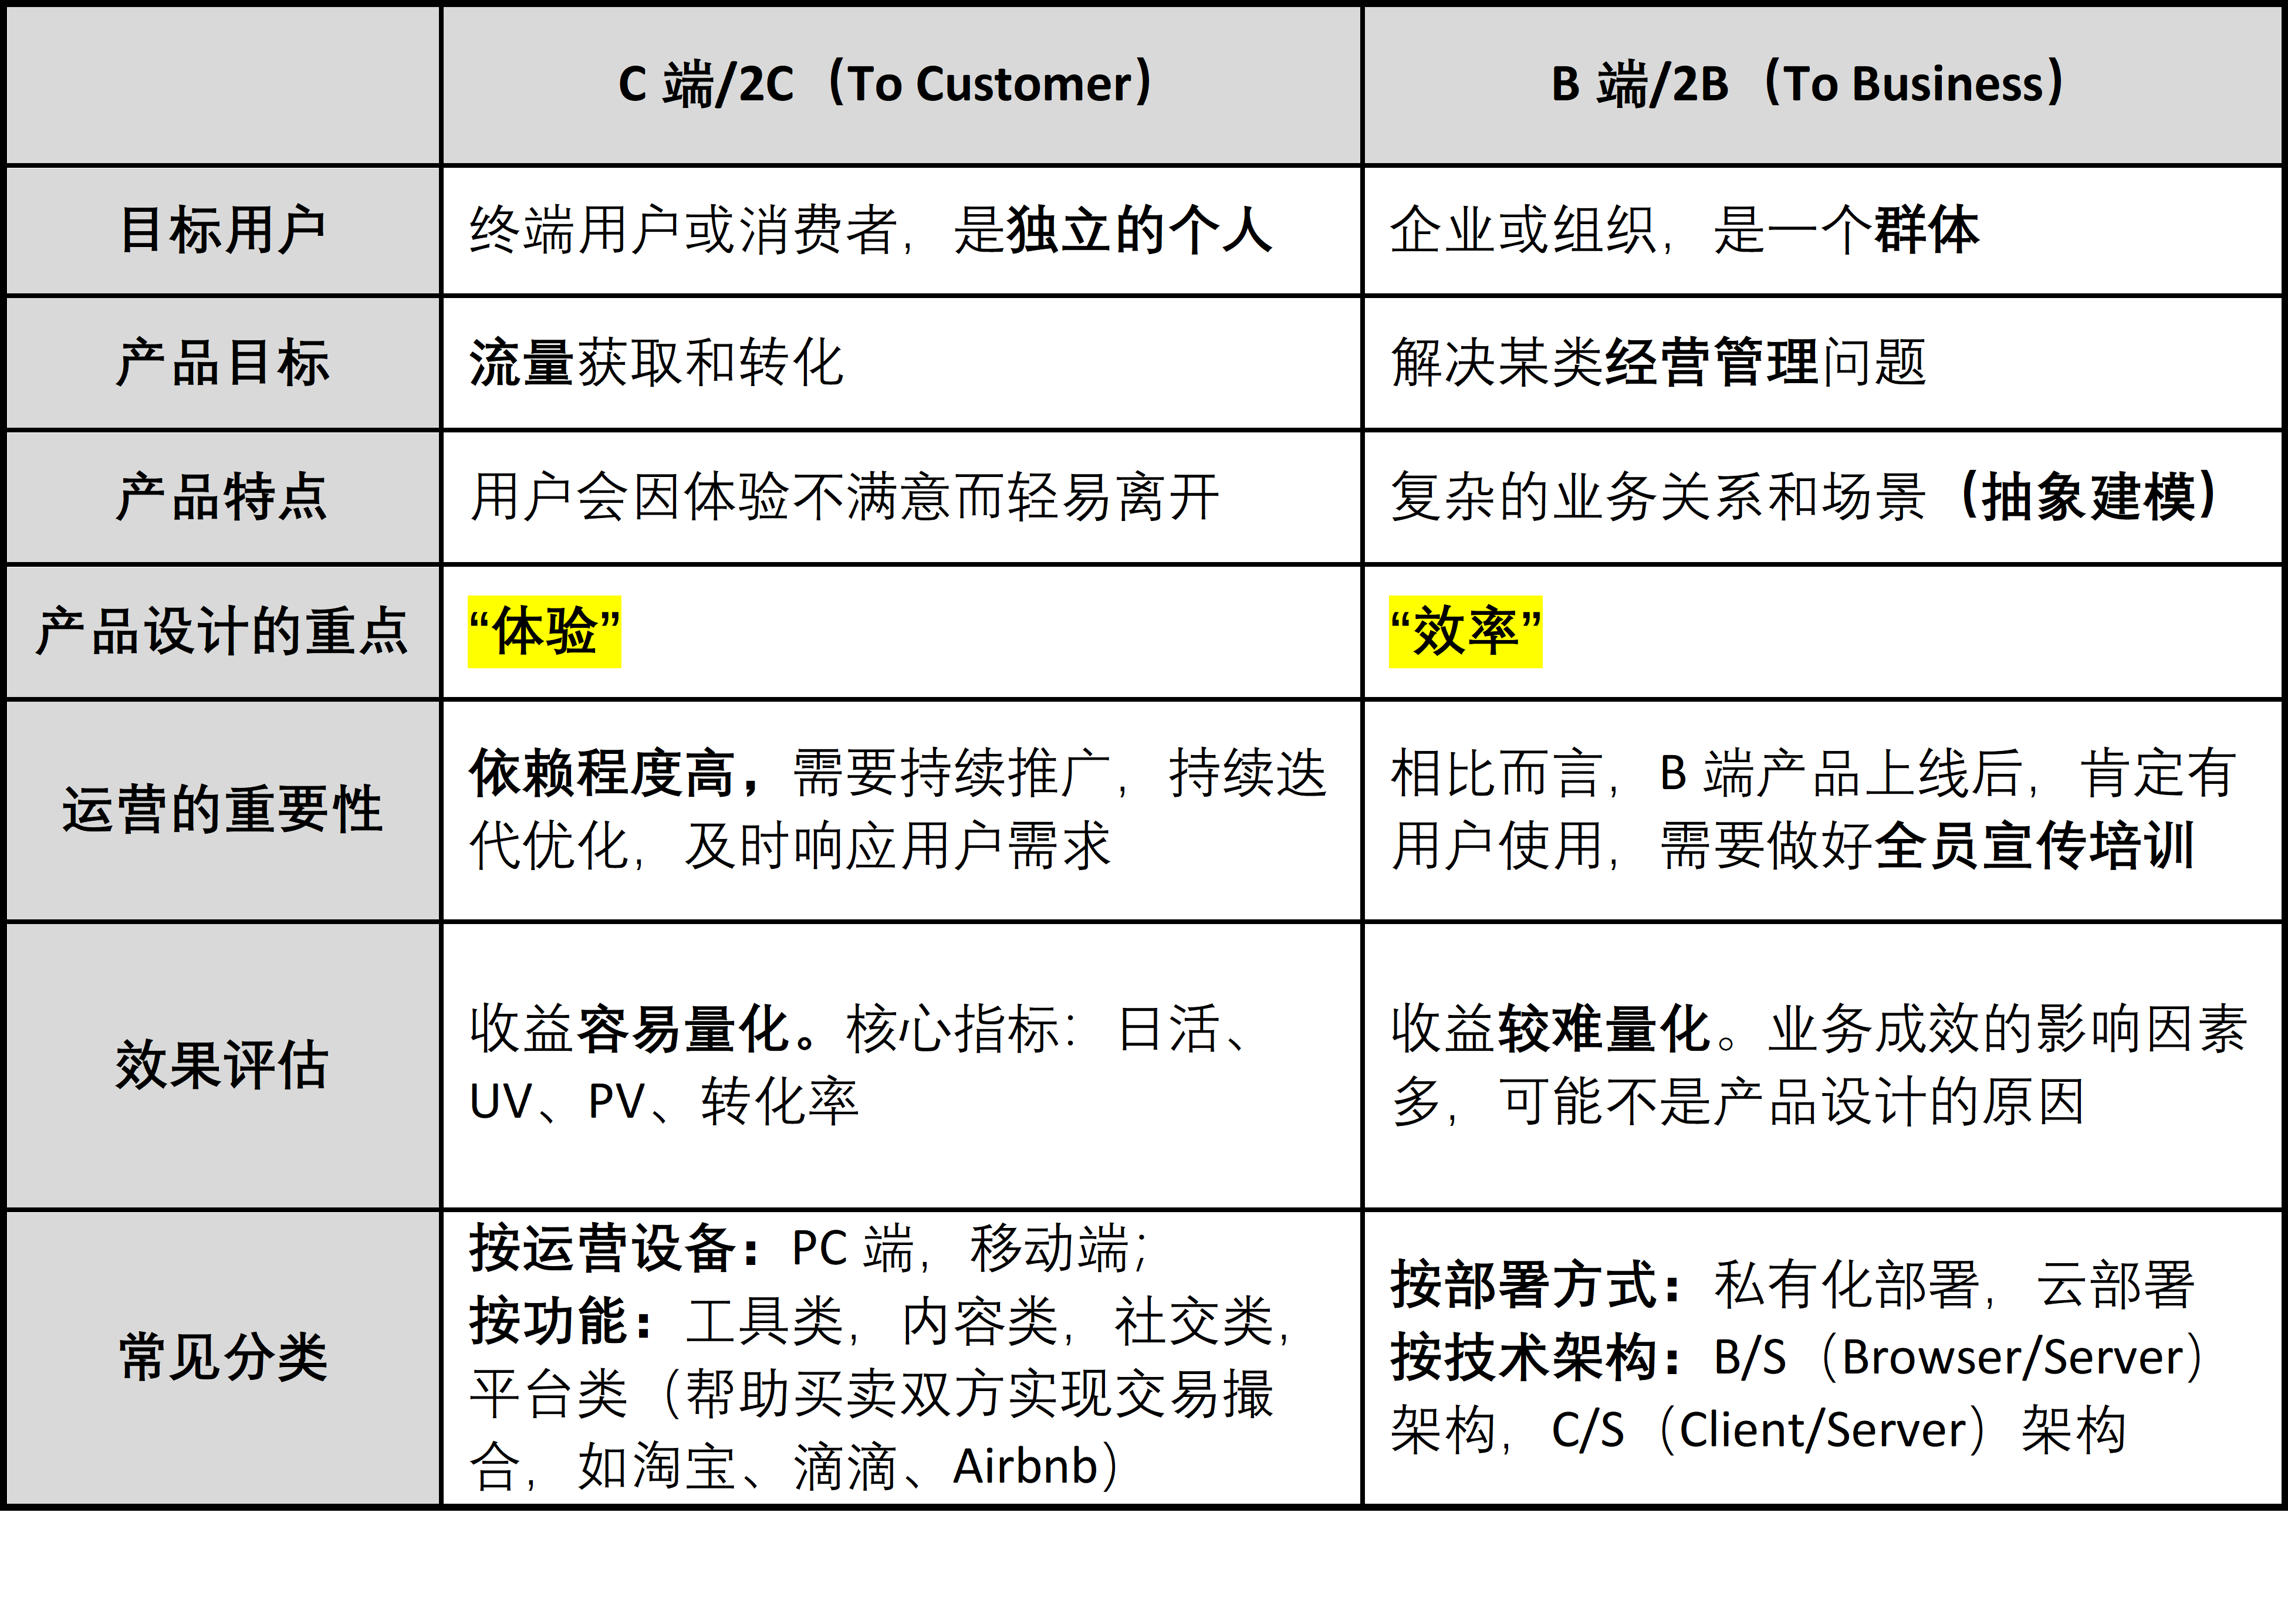 C 端/2C（To Customer）
B 端/2B（To Business）
目标用户
终端用户或消费者，是独立的个人
企业或组织，是一个群体
产品目标
流量获取和转化
解决某类经营管理问题
产品特点
用户会因体验不满意而轻易离开
复杂的业务关系和场景（抽象建模）
产品设计的重点
“体验”
“效率”
运营的重要性
依赖程度高，需要持续推广，持续迭
代优化，及时响应用户需求
相比而言，B 端产品上线后，肯定有
用户使用，需要做好全员宣传培训
效果评估
收益容易量化。核心指标：日活、
UV、PV、转化率
收益较难量化。业务成效的影响因素
多，可能不是产品设计的原因
常见分类
按运营设备：PC 端，移动端；
按功能：工具类，内容类，社交类，
平台类（帮助买卖双方实现交易撮
合，如淘宝、滴滴、Airbnb）
按部署方式：私有化部署，云部署
按技术架构：B/S（Browser/Server）
架构，C/S（Client/Server）架构